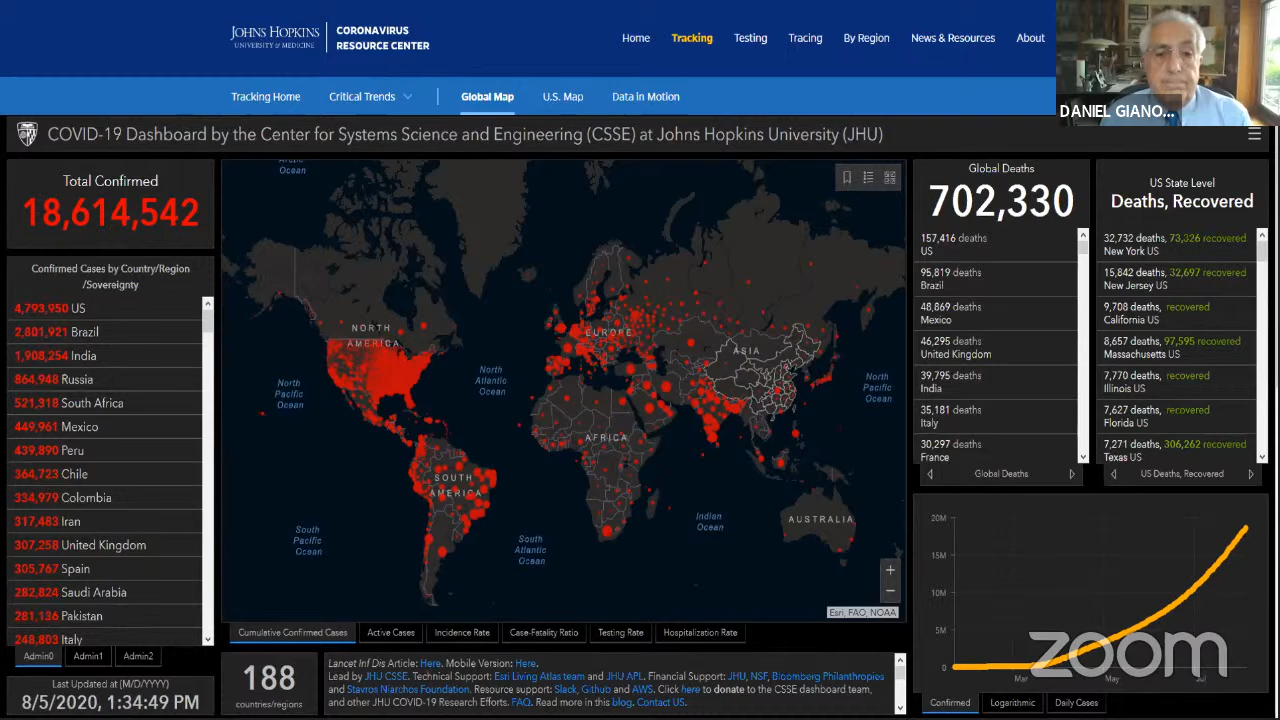 JOHNS HOPKINS
UNIVERSITY & MEDICINE
CORONAVIRUS
RESOURCE CENTER
Home
Tracking
Testing
Tracing
By Region
News & Resources
About
DANIEL GIANO...
Tracking Home
Critical Trends
Global Map
U.S. Map
Data in Motion
COVID-19 Dashboard by the Center for Systems Science and Engineering (CSSE) at Johns Hopkins University (JHU)
Total Confirmed
18,614,542
Confirmed Cases by Country/Region
/Sovereignty
4,793,950 US
2,801,921 Brazil
1,908,254 India
864,948 Russia
521,318 South Africa
449,961 Mexico
439,890 Peru
364,723 Chile
334,979 Colombia
317,483 Iran
307,258 United Kingdom
305,767 Spain
282,824 Saudi Arabia
281,136 Pakistan
248,803 Italy
Admin0
Admin1
Admin2
Last Updated at (M/D/YYYY)
8/5/2020, 1:34:49 PM
Ocean
NORTH
AMERICA
EUROPE
ASIA
North
Pacific
Ocean
North
Atlantic
Ocean
North
Pacific
Ocean
AFRICA
SOUTH
AMERICA
AUSTRALIA
Indian
Ocean
South
Pacific
Ocean
South
Atlantic
Ocean
+
−
Esri, FAO, NOAA
Cumulative Confirmed Cases
Active Cases
Incidence Rate
Case-Fatality Ratio
Testing Rate
Hospitalization Rate
188
countries/regions
Lancet Inf Dis Article: Here. Mobile Version: Here.
Lead by JHU CSSE. Technical Support: Esri Living Atlas team and JHU APL. Financial Support: JHU, NSF, Bloomberg Philanthropies
and Stavros Niarchos Foundation. Resource support: Slack, Github and AWS. Click here to donate to the CSSE dashboard team,
and other JHU COVID-19 Research Efforts. FAQ. Read more in this blog. Contact US.
Global Deaths
702,330
157,416 deaths
US
95,819 deaths
Brazil
48,869 deaths
Mexico
46,295 deaths
United Kingdom
39,795 deaths
India
35,181 deaths
Italy
30,297 deaths
France
Global Deaths
US State Level
Deaths, Recovered
32,732 deaths, 73,326 recovered
New York US
15,842 deaths, 32,697 recovered
New Jersey US
9,708 deaths, recovered
California US
8,657 deaths, 97,595 recovered
Massachusetts US
7,770 deaths, recovered
Illinois US
7,627 deaths, recovered
Florida US
7,271 deaths, 306,262 recovered
Texas US
US Deaths, Recovered
20M
15M
10M
5M
0
Mar
May
Jul
zoom
Confirmed
Logarithmic
Daily Cases